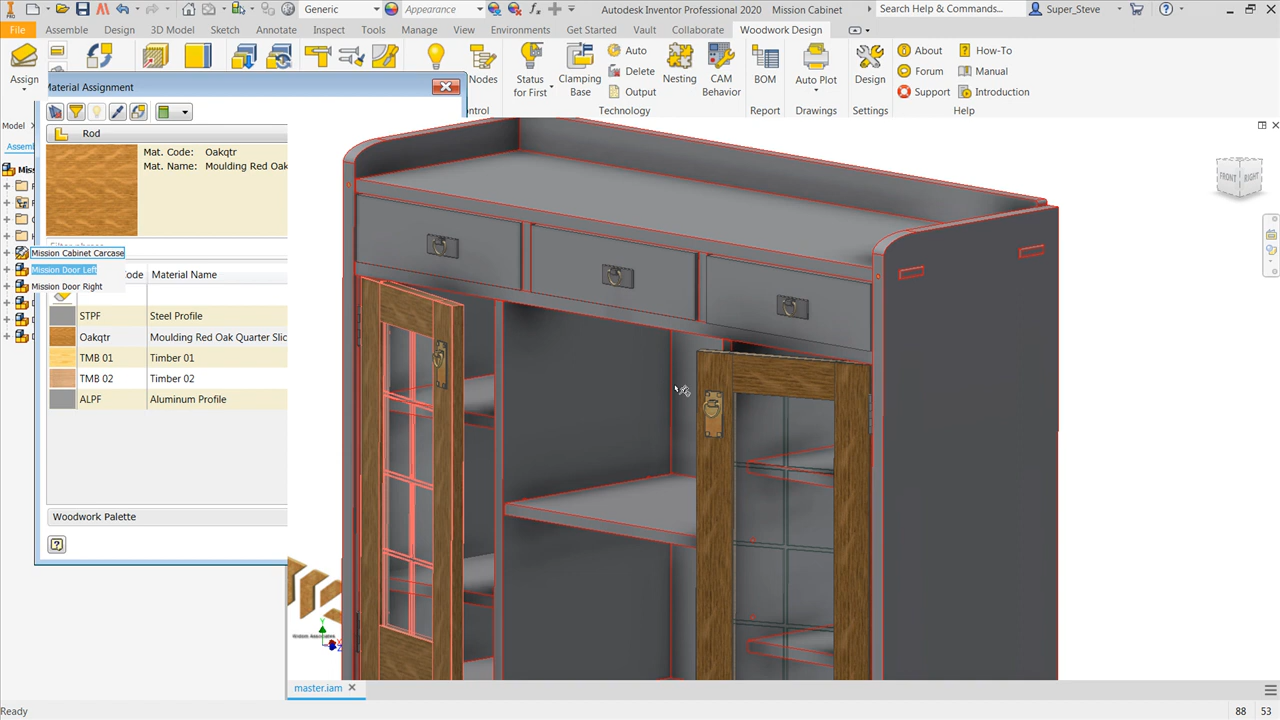 PRO
Generic
Appearance
Autodesk Inventor Professional 2020 Mission Cabinet
Search Help & Commands...
Super_Steve
File
Assemble
Design
3D Model
Sketch
Annotate
Inspect
Tools
Manage
View
Environments
Get Started
Vault
Collaborate
Woodwork Design
Assign
Nodes
Status
for First
Auto
Delete
Output
Clamping
Base
Nesting
CAM
Behavior
BOM
Auto Plot
Design
About
Forum
Support
How-To
Manual
Introduction
Technology
Report
Drawings
Settings
Help
Material Assignment
Model
Rod
Mat. Code: Oakqtr
Mat. Name: Moulding Red Oak
Mission Cabinet Carcase
Mission Door Left
Mission Door Right
ode Material Name
STPF Steel Profile
Oakqtr Moulding Red Oak Quarter Slic
TMB 01 Timber 01
TMB 02 Timber 02
ALPF Aluminum Profile
Woodwork Palette
FRONT RIGHT
master.iam
Ready
88 53